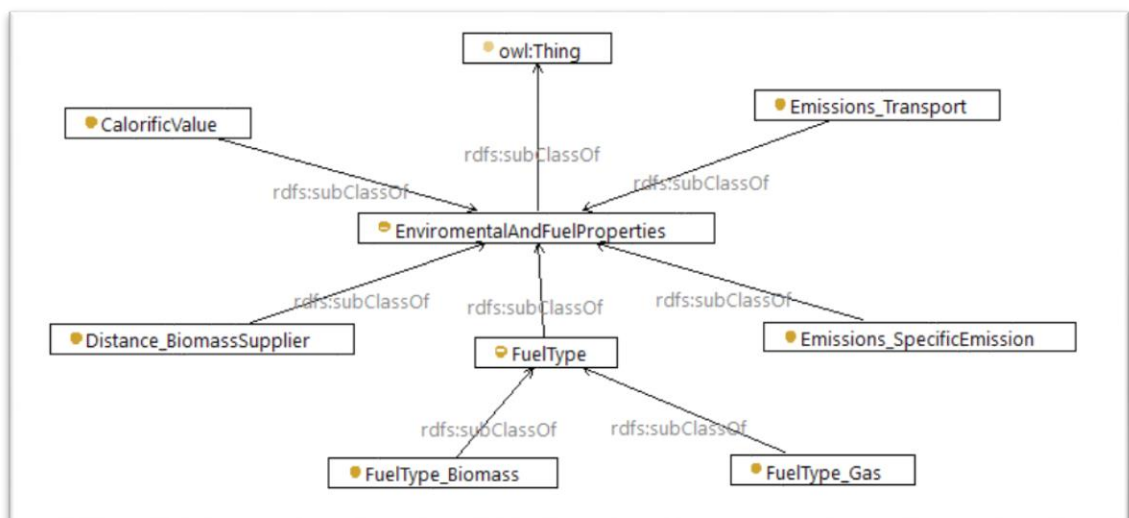 owl:Thing
Emissions_Transport
CalorificValue
rdfs:subClassOf
rdfs:subClassOf
rdfs:subClassOf
EnviromentalAndFuelProperties
rdfs:subClassOf
rdfs:subClassOf
rdfs:subClassOf
Distance_BiomassSupplier
Emissions_SpecificEmission
FuelType
rdfs:subClassOf
rdfs:subClassOf
FuelType_Biomass
FuelType_Gas